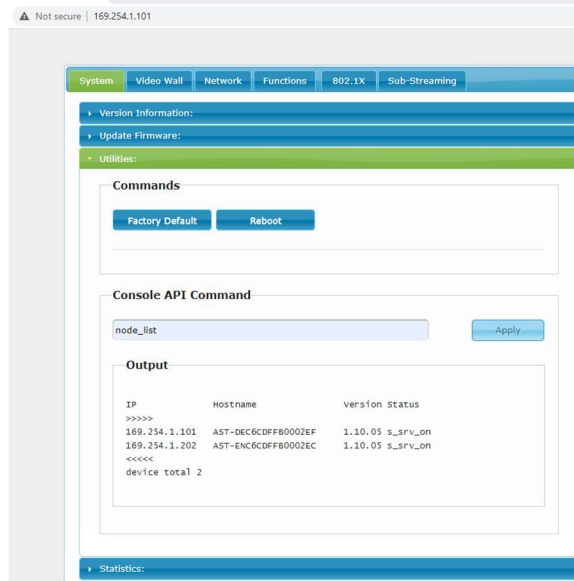 Not secure 169.254.1.101
System Video Wall Network Functions 802.1X Sub-Streaming
Version Information:
Update Firmware:
Utilities:
Commands
Factory Default Reboot
Console API Command
node_list Apply
Output
IP Hostname Version Status
>>>>>
169.254.1.101 AST-DEC6CDFFB0002EF 1.10.05 s_srv_on
169.254.1.202 AST-ENC6CDFFB0002EC 1.10.05 s_srv_on
<<<<<
device total 2
Statistics: